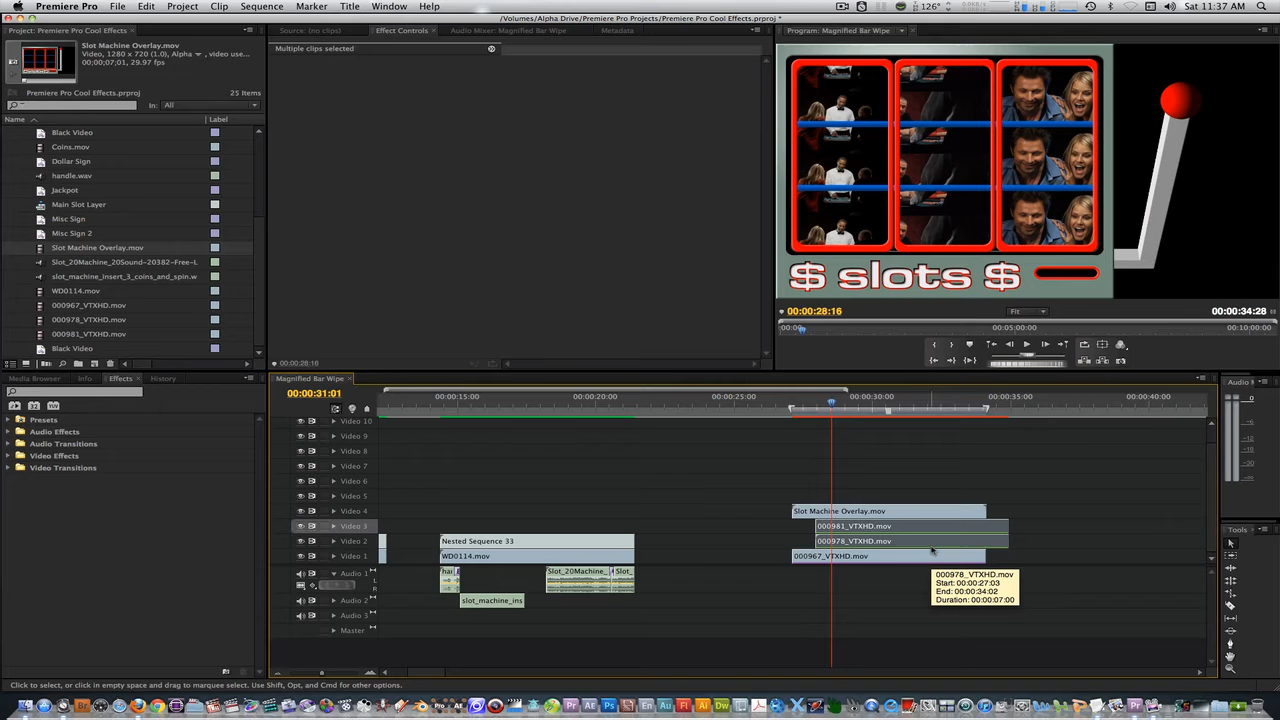 Premiere Pro File Edit Project Clip Sequence Marker Title Window Help
126° Sat 11:37 AM
/Volumes/Alpha Drive/Premiere Pro Projects/Premiere Pro Cool Effects.prproj *
Project: Premiere Pro Cool Effects
Slot Machine Overlay.mov
Video, 1280 x 720 (1.0), Alpha
, video use...
00;00;07;01, 29.97 fps
Premiere Pro Cool Effects.prproj
25 Items
In: All
Name
Label
Black Video
Coins.mov
Dollar Sign
handle.wav
Jackpot
Main Slot Layer
Misc Sign
Misc Sign 2
Slot Machine Overlay.mov
Slot_20Machine_20Sound-20382-Free-L
slot_machine_insert_3_coins_and_spin.w
WD0114.mov
000967_VTXHD.mov
000978_VTXHD.mov
000981_VTXHD.mov
Black Video
Source: (no clips)
Effect Controls
Audio Mixer: Magnified Bar Wipe
Metadata
Multiple clips selected
00:00:28:16
Program: Magnified Bar Wipe
$ slots $
00:00:28:16
Fit
00:00:34:28
:00:00
00:05:00:00
00:10:00:00
Media Browser
Info
Effects
History
Presets
Audio Effects
Audio Transitions
Video Effects
Video Transitions
Magnified Bar Wipe
00:00:31:01
00:00:15:00
00:00:20:00
00:00:25:00
00:00:30:00
00:00:35:00
00:00:40:00
Video 10
Video 9
Video 8
Video 7
Video 6
Video 5
Video 4
Slot Machine Overlay.mov
Video 3
000981_VTXHD.mov
Video 2
Nested Sequence 33
000978_VTXHD.mov
Video 1
WD0114.mov
000967_VTXHD.mov
Audio 1
hai
Slot_20Machine_
Slot_
Audio 2
slot_machine_ins
Audio 3
Master
000978_VTXHD.mov
Start: 00:00:27:03
End: 00:00:34:02
Duration: 00:00:07:00
Audio M
0
Tools
Click to select, or click in empty space and drag to marquee select. Use Shift, Opt, and Cmd for other options.